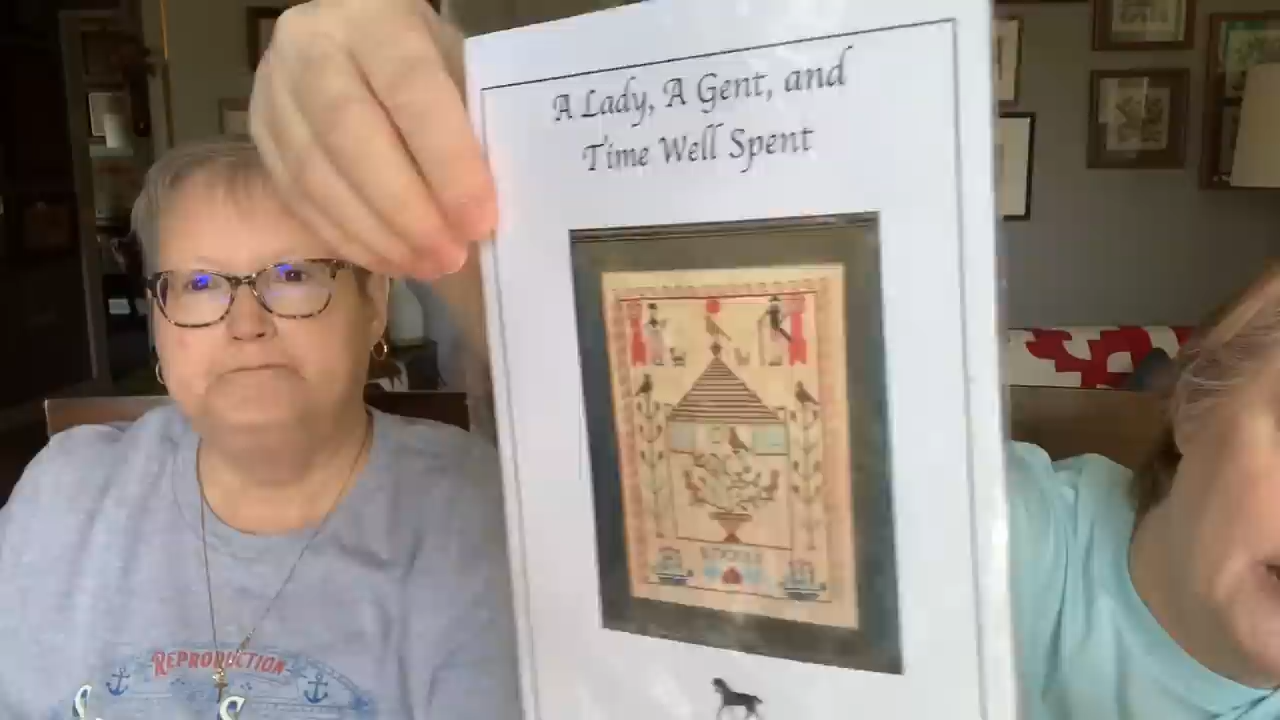 A Lady, A Gent, and
Time Well Spent
REPRODUCTION